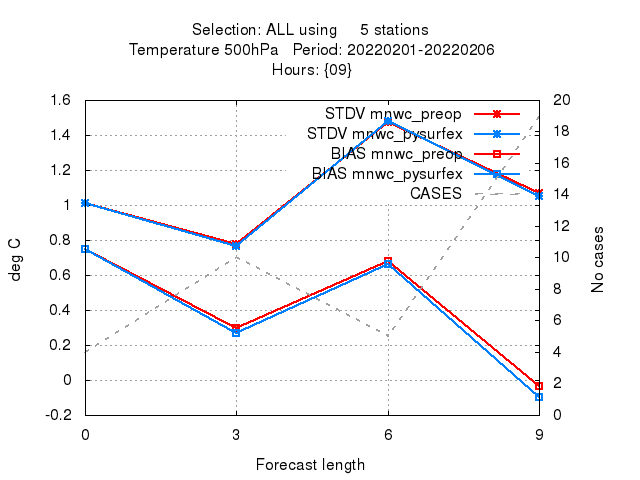 Selection: ALL using     5 stations
Temperature 500hPa   Period: 20220201-20220206
Hours: {09}
STDV mnwc_preop
STDV mnwc_pysurfex
BIAS mnwc_preop
BIAS mnwc_pysurfex
CASES
deg C
1.6
1.4
1.2
1
0.8
0.6
0.4
0.2
0
-0.2
20
18
16
14
12
10
8
6
4
2
0
No cases
0 3 6 9
Forecast length